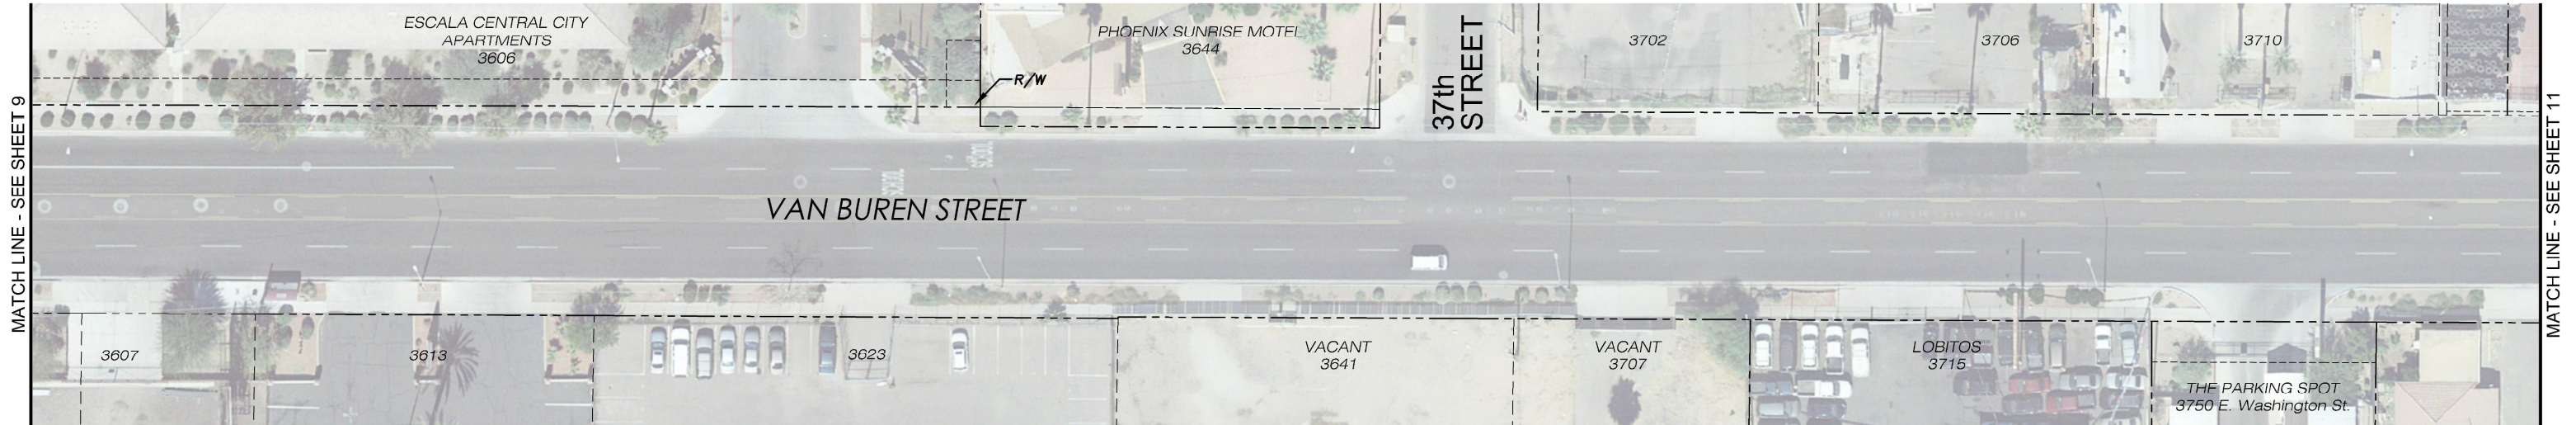 MATCH LINE - SEE SHEET 9
ESCALA CENTRAL CITY
APARTMENTS
3606
R/W
PHOENIX SUNRISE MOTEL
3644
37th
STREET
3702
3706
3710
MATCH LINE - SEE SHEET 11
SCHOOL
SCHOOL
VAN BUREN STREET
3607
3613
3623
VACANT
3641
VACANT
3707
LOBITOS
3715
THE PARKING SPOT
3750 E. Washington St.